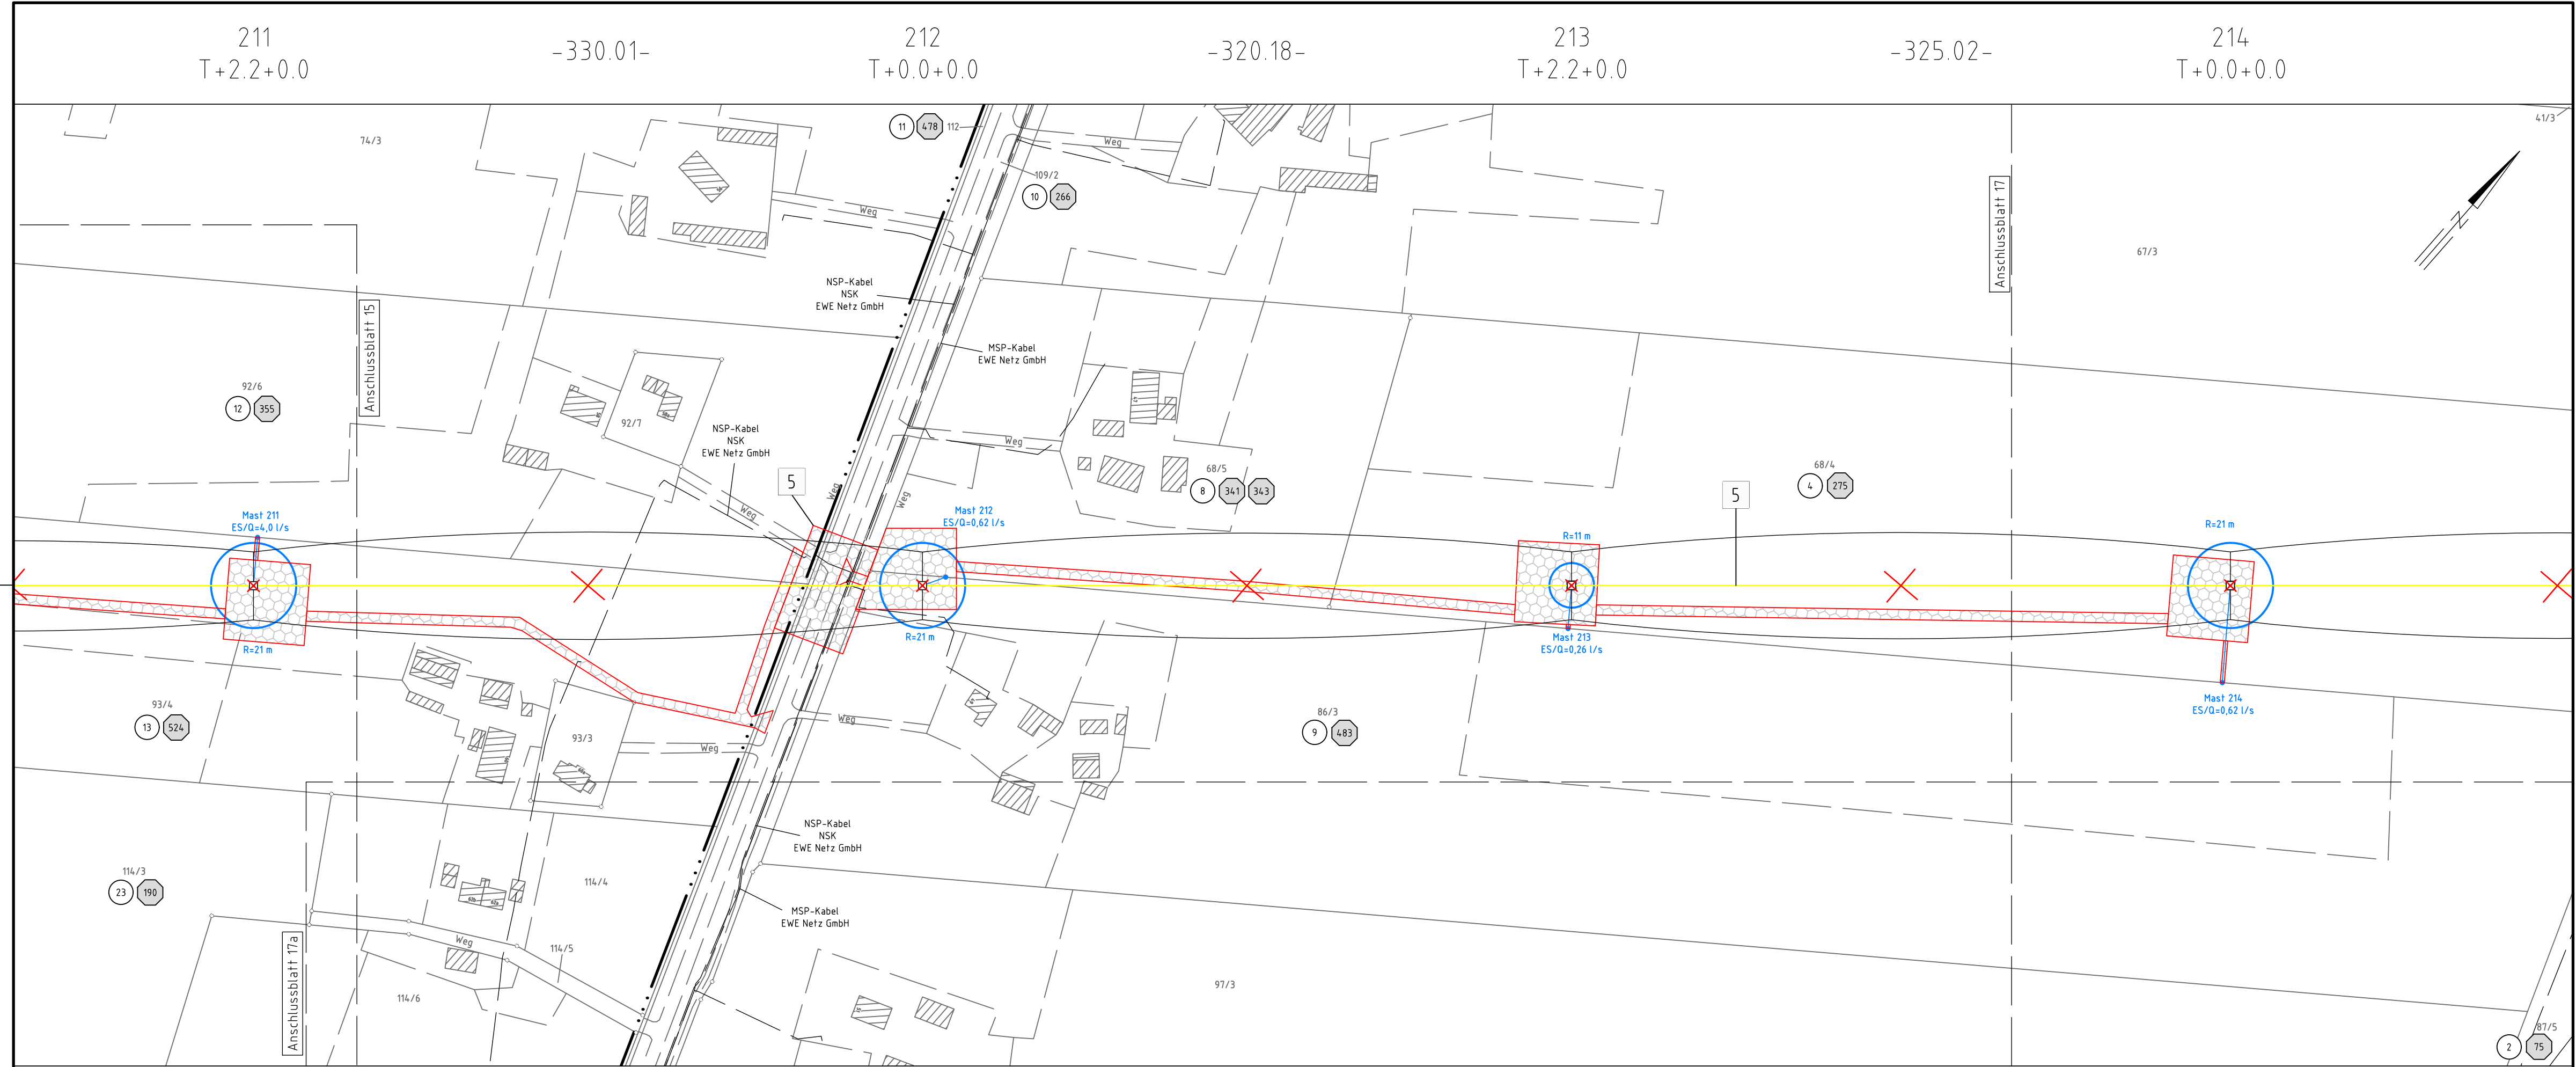 211
T+2.2+0.0
-330.01-
212
T+0.0+0.0
-320.18-
213
T+2.2+0.0
-325.02-
214
T+0.0+0.0
74/3
11 478 112
Weg
109/2
10 266
41/3
Anschlussblatt 17
67/3
N
Weg
NSP-Kabel
NSK
EWE Netz GmbH
MSP-Kabel
EWE Netz GmbH
Anschlussblatt 15
92/6
12 355
92/7
NSP-Kabel
NSK
EWE Netz GmbH
Weg
68/5
8 341 343
68/4
4 275
5
5
Weg
Weg
Weg
Mast 211
ES/Q=4,0 l/s
Mast 212
ES/Q=0,62 l/s
R=11 m
R=21 m
R=21 m
R=21 m
Mast 213
ES/Q=0,26 l/s
Mast 214
ES/Q=0,62 l/s
93/4
13 524
93/3
Weg
Weg
86/3
9 483
NSP-Kabel
NSK
EWE Netz GmbH
114/3
23 190
114/4
MSP-Kabel
EWE Netz GmbH
Weg
114/5
Anschlussblatt 17a
114/6
97/3
87/5
2 75